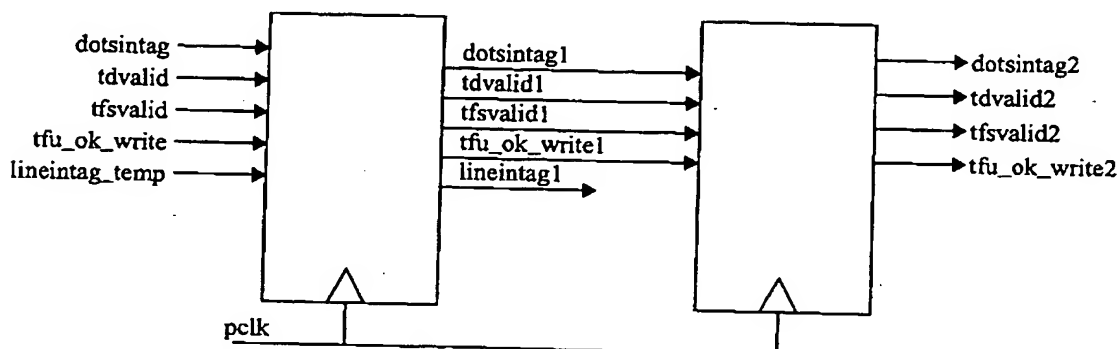 dotsintag
tdvalid
tfsvalid
tfu_ok_write
lineintag_temp
dotsintag1
tdvalid1
tfsvalid1
tfu_ok_write1
lineintag1
dotsintag2
tdvalid2
tfsvalid2
tfu_ok_write2
pclk